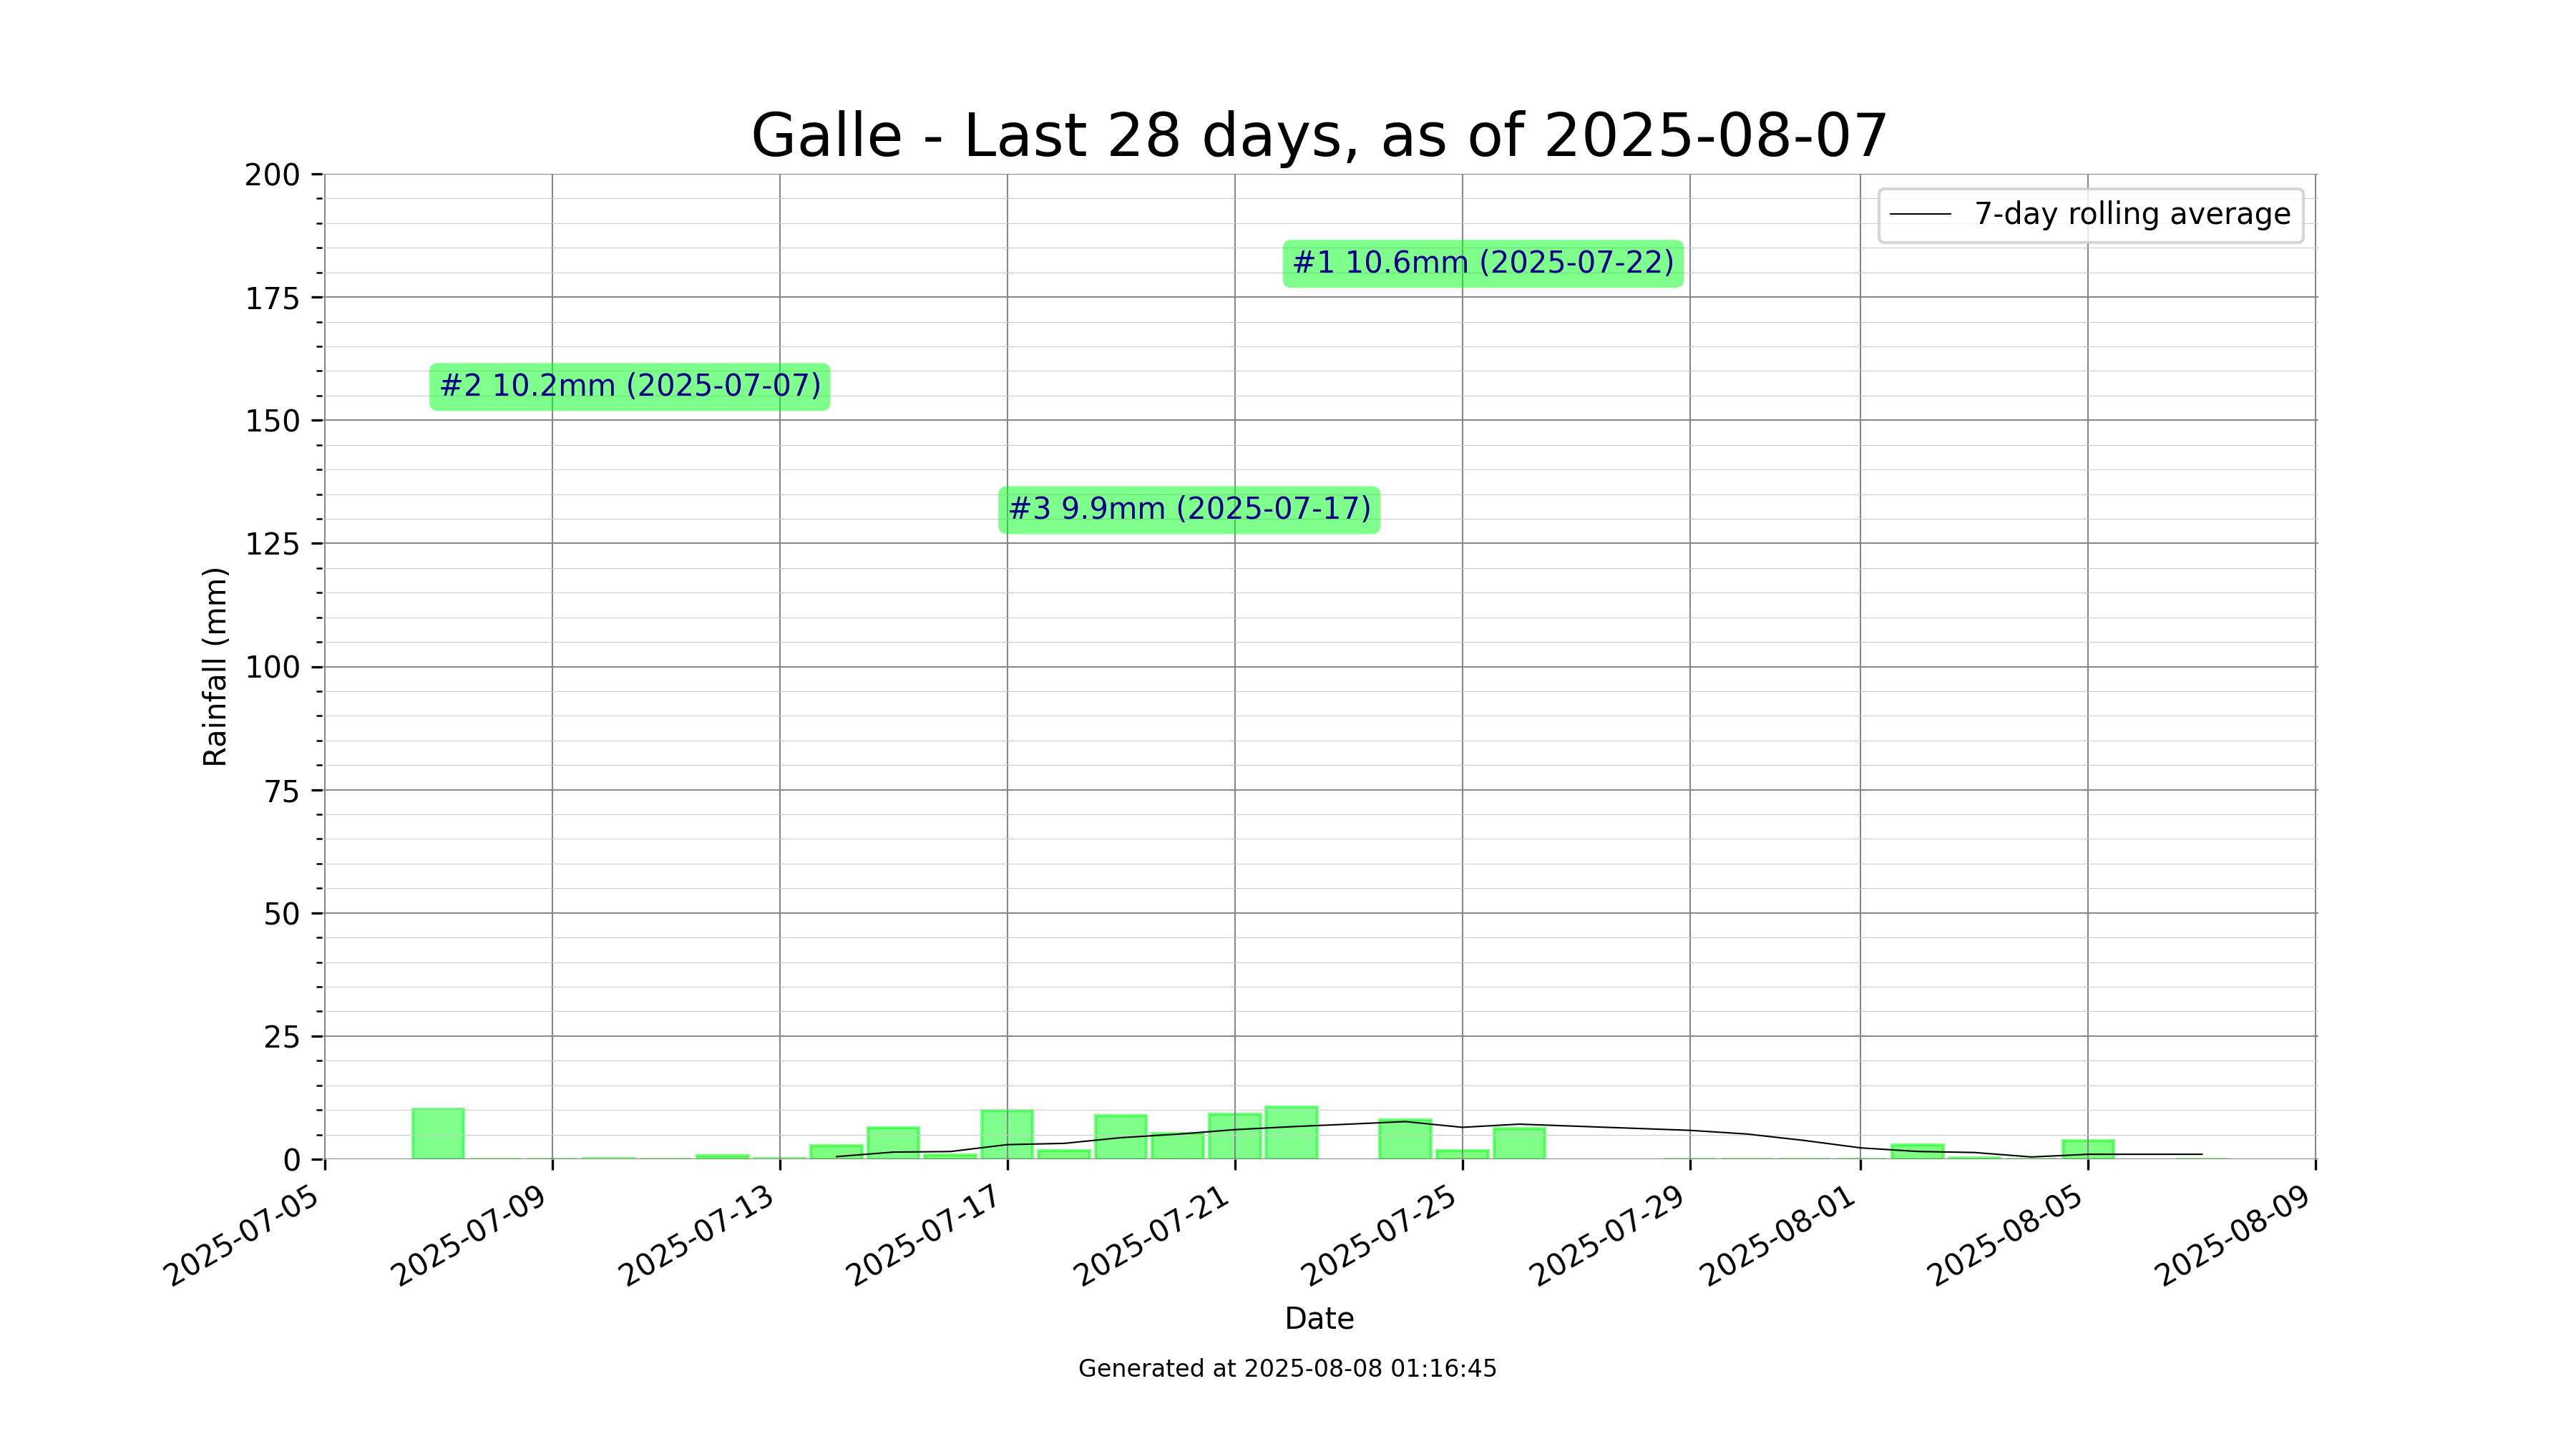 Galle - Last 28 days, as of 2025-08-07
200
175
150
125
100
75
50
25
0
Rainfall (mm)
7-day rolling average
#1 10.6mm (2025-07-22)
#2 10.2mm (2025-07-07)
#3 9.9mm (2025-07-17)
2025-07-05
2025-07-09
2025-07-13
2025-07-17
2025-07-21
2025-07-25
2025-07-29
2025-08-01
2025-08-05
2025-08-09
Date
Generated at 2025-08-08 01:16:45